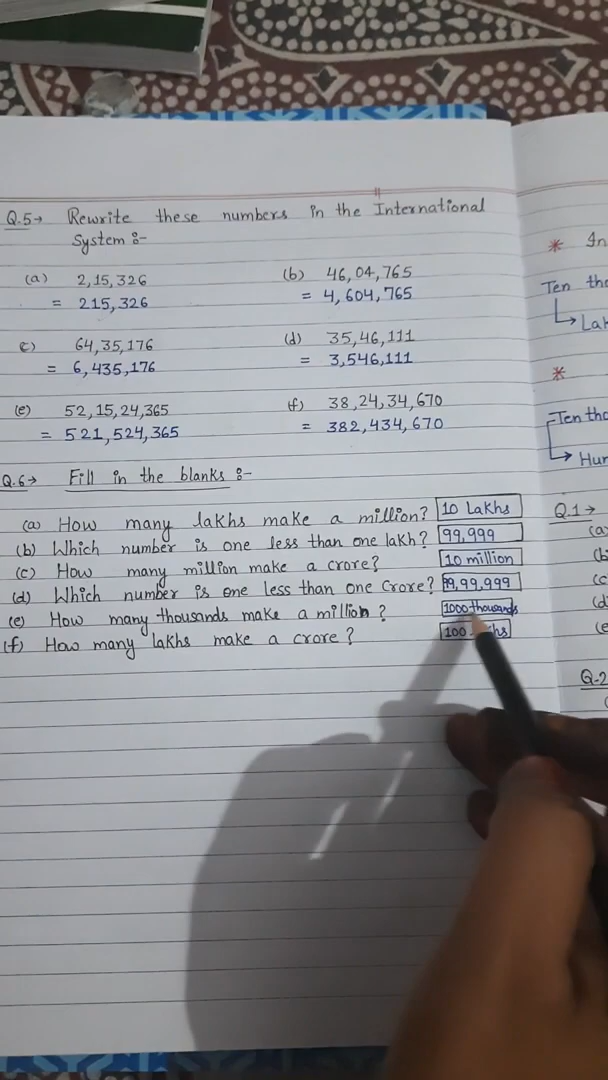 Q.5→ Rewrite these numbers in the International
System :-
(a) 2,15,326
= 215,326
(b) 46,04,765
= 4,604,765
c) 64,35,176
= 6,435,176
(d) 35,46,111
= 3,546,111
(e) 52,15,24,365
= 521,524,365
(f) 38,24,34,670
= 382,434,670
Q.6→ Fill in the blanks :-
(a) How many lakhs make a million? 10 Lakhs
(b) Which number is one less than one lakh? 99,999
(c) How many million make a crore? 10 million
(d) Which number is one less than one Crore? 99,99,999
(e) How many thousands make a million? 1000 thousands
(f) How many lakhs make a crore? 100
* In
Ten tho
↳ Lak
*
Ten tho
↳ Hun
Q.1→
(a
(b
(c
(d
(e
Q-2
(